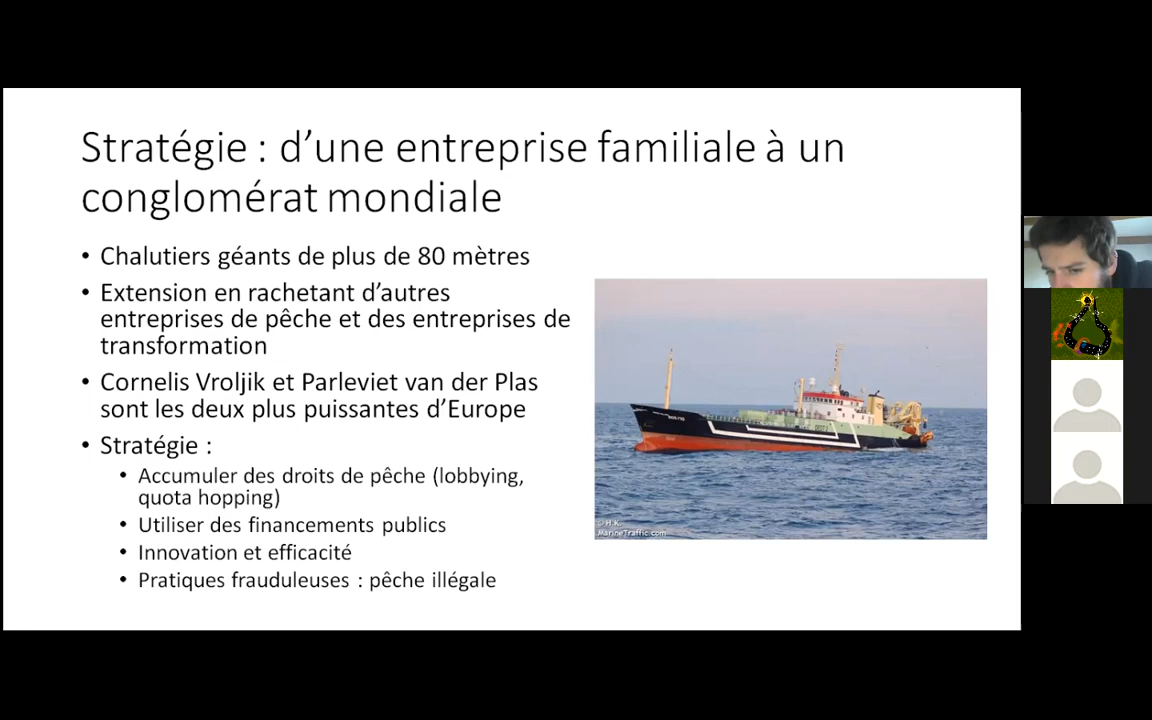 Stratégie : d’une entreprise familiale à un
conglomérat mondiale
• Chalutiers géants de plus de 80 mètres
• Extension en rachetant d’autres
entreprises de pêche et des entreprises de
transformation
• Cornelis Vroljik et Parleviet van der Plas
sont les deux plus puissantes d’Europe
• Stratégie :
• Accumuler des droits de pêche (lobbying,
quota hopping)
• Utiliser des financements publics
• Innovation et efficacité
• Pratiques frauduleuses : pêche illégale
© H.K.
MarineTraffic.com